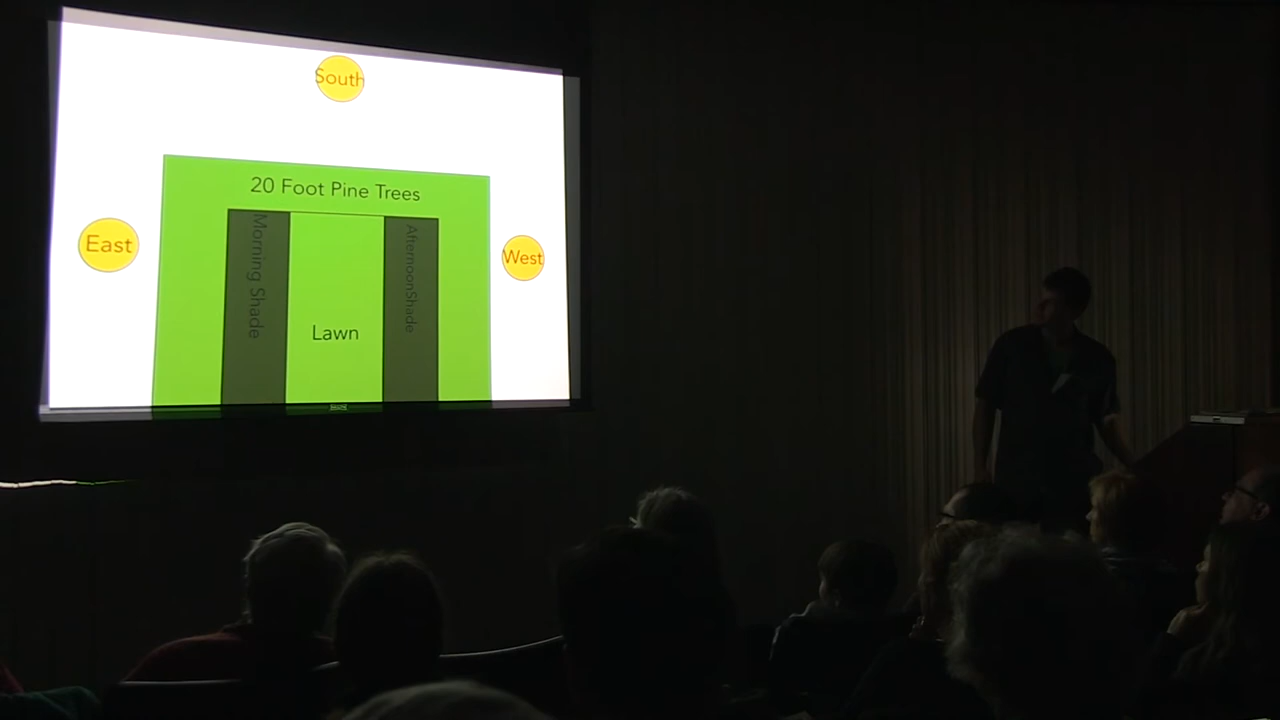 South
20 Foot Pine Trees
East
Morning Shade
AfternoonShade
West
Lawn